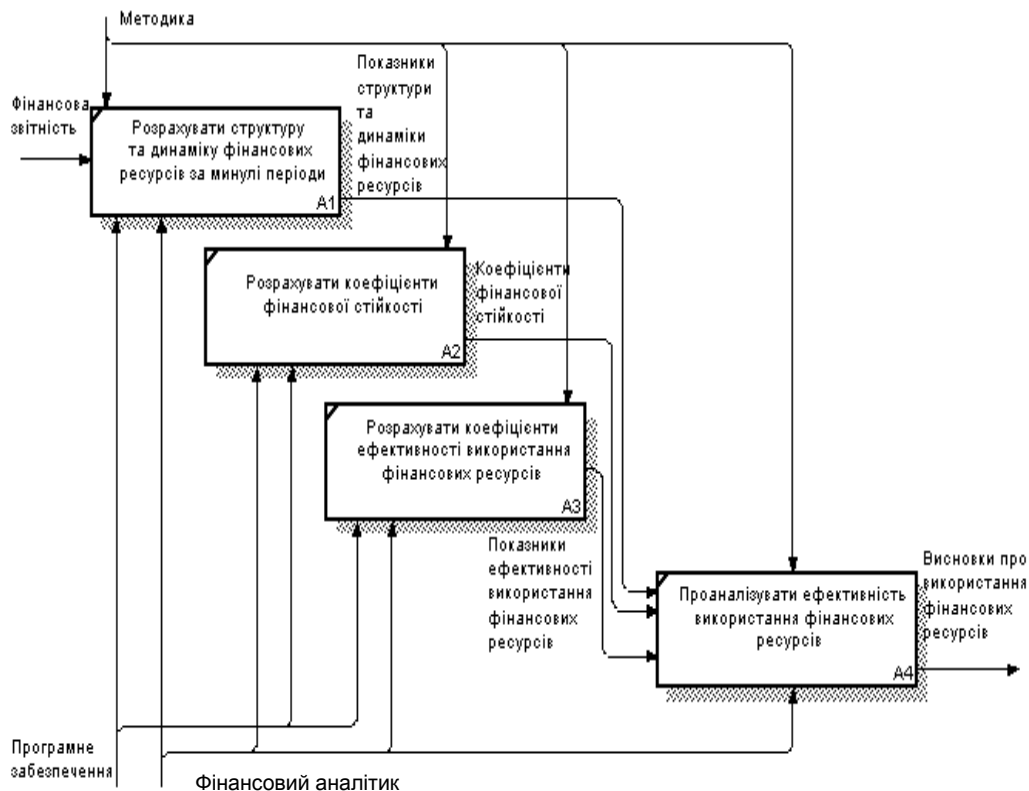 Методика
Фінансова
звітність
Розрахувати структуру
та динаміку фінансових
ресурсів за минулі періоди
A1
Показники
структури
та
динаміки
фінансових
ресурсів
Розрахувати коефіцієнти
фінансової стійкості
A2
Коефіцієнти
фінансової
стійкості
Розрахувати коефіцієнти
ефективності використання
фінансових ресурсів
A3
Показники
ефективності
використання
фінансових
ресурсів
Проаналізувати ефективність
використання фінансових
ресурсів
A4
Висновки про
використання
фінансових
ресурсів
Програмне
забезпечення
Фінансовий аналітик